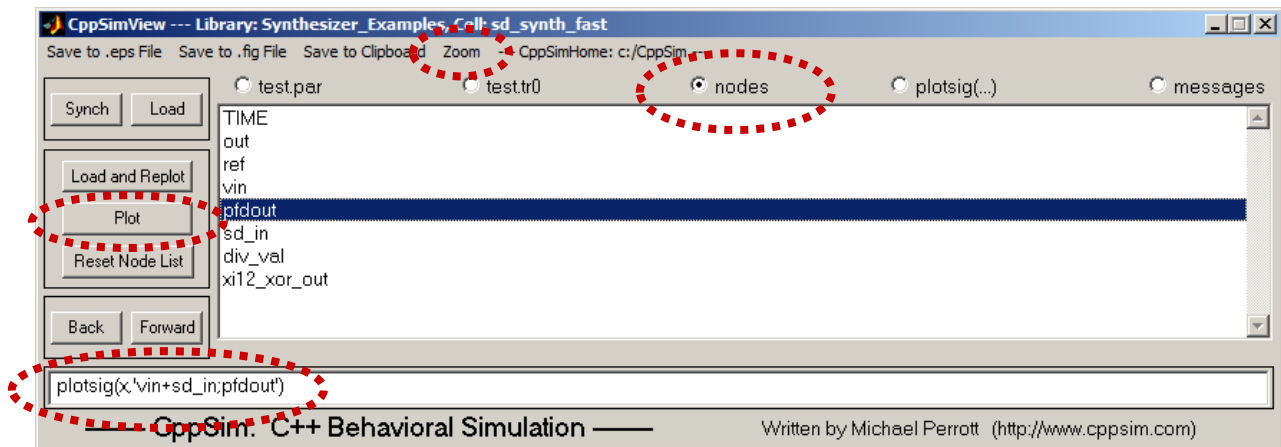 CppSimView --- Library: Synthesizer_Examples, Cell: sd_synth_fast
Save to .eps File Save to .fig File Save to Clipboard Zoom --- CppSimHome: c:/CppSim ---
test.par test.tr0 nodes plotsig(...) messages
Synch Load
TIME
out
ref
vin
pfdout
sd_in
div_val
xi12_xor_out
Load and Replot
Plot
Reset Node List
Back Forward
plotsig(x,'vin+sd_in;pfdout')
CppSim: C++ Behavioral Simulation
Written by Michael Perrott (http://www.cppsim.com)